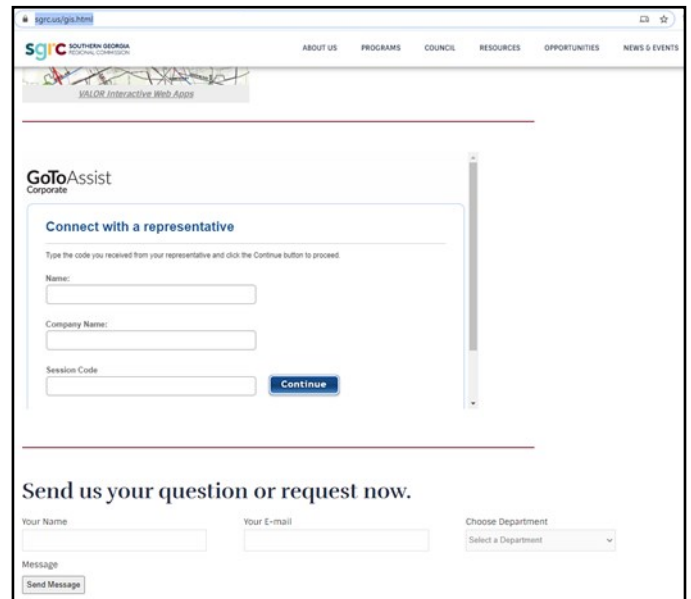 sgrc.us/gis.html
sgrc SOUTHERN GEORGIA
REGIONAL COMMISSION
ABOUT US PROGRAMS COUNCIL RESOURCES OPPORTUNITIES NEWS & EVENTS
VALOR Interactive Web Apps
GoToAssist
Corporate
Connect with a representative
Type the code you received from your representative and click the Continue button to proceed.
Name:
Company Name:
Session Code
Continue
Send us your question or request now.
Your Name Your E-mail Choose Department
Select a Department
Message
Send Message